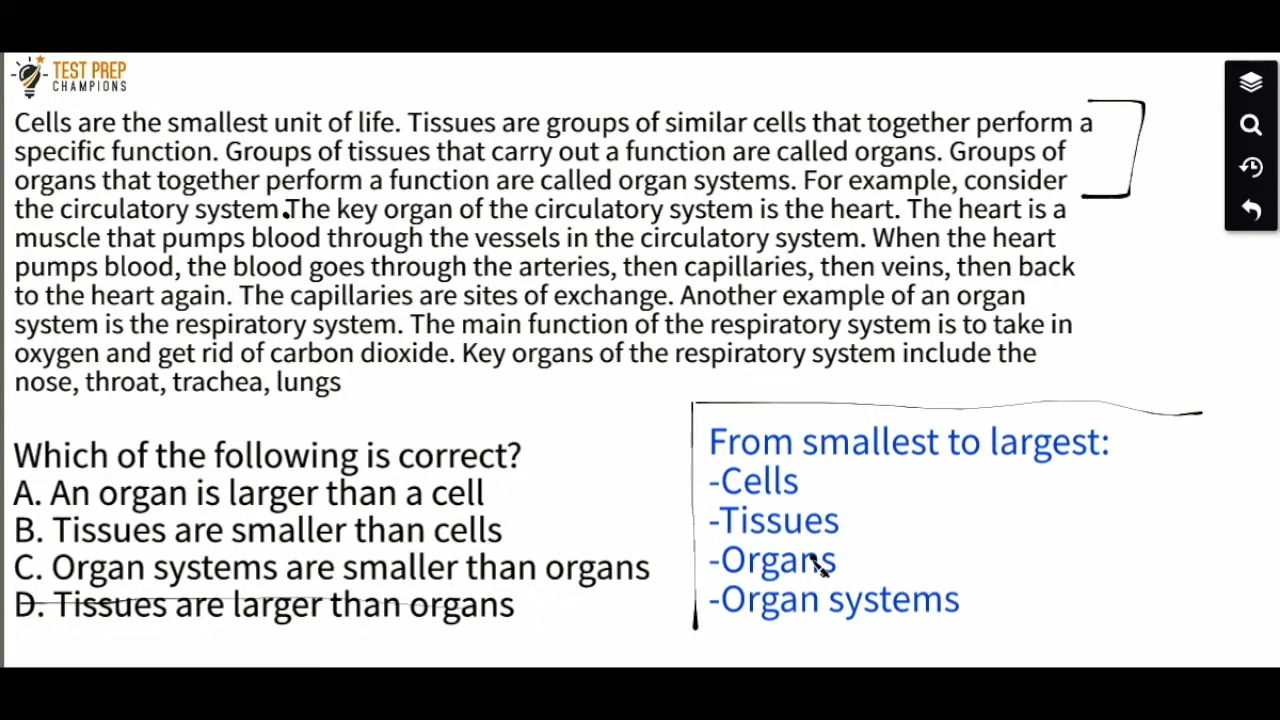 TEST PREP
CHAMPIONS
Cells are the smallest unit of life. Tissues are groups of similar cells that together perform a
specific function. Groups of tissues that carry out a function are called organs. Groups of
organs that together perform a function are called organ systems. For example, consider
the circulatory system.The key organ of the circulatory system is the heart. The heart is a
muscle that pumps blood through the vessels in the circulatory system. When the heart
pumps blood, the blood goes through the arteries, then capillaries, then veins, then back
to the heart again. The capillaries are sites of exchange. Another example of an organ
system is the respiratory system. The main function of the respiratory system is to take in
oxygen and get rid of carbon dioxide. Key organs of the respiratory system include the
nose, throat, trachea, lungs
Which of the following is correct?
A. An organ is larger than a cell
B. Tissues are smaller than cells
C. Organ systems are smaller than organs
D. Tissues are larger than organs
From smallest to largest:
-Cells
-Tissues
-Organs
-Organ systems